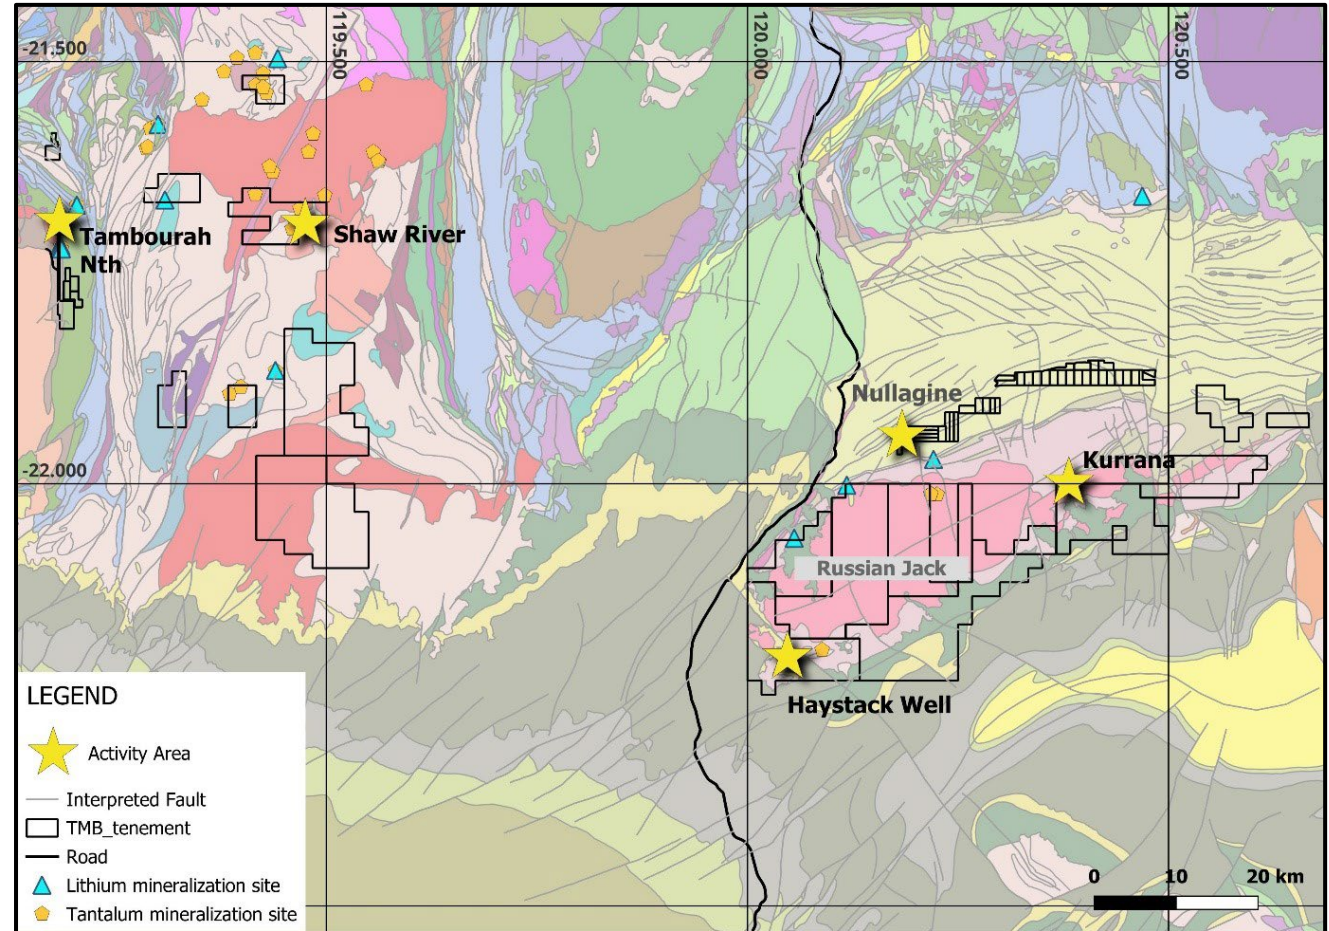 -21.500
119.500
120.000
120.500
Tambourah
Nth
Shaw River
Nullagine
-22.000
Kurrana
Russian Jack
Haystack Well
LEGEND
Activity Area
Interpreted Fault
TMB_tenement
Road
Lithium mineralization site
Tantalum mineralization site
0 10 20 km